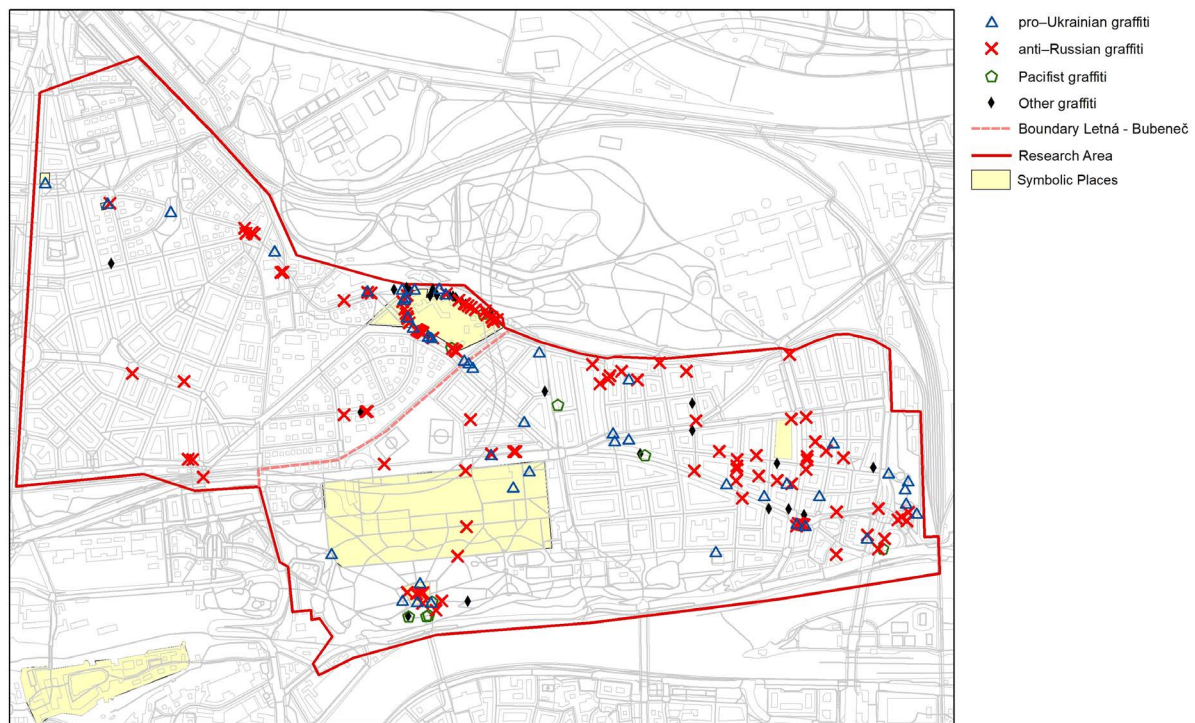 pro–Ukrainian graffiti
anti–Russian graffiti
Pacifist graffiti
Other graffiti
Boundary Letná - Bubeneč
Research Area
Symbolic Places